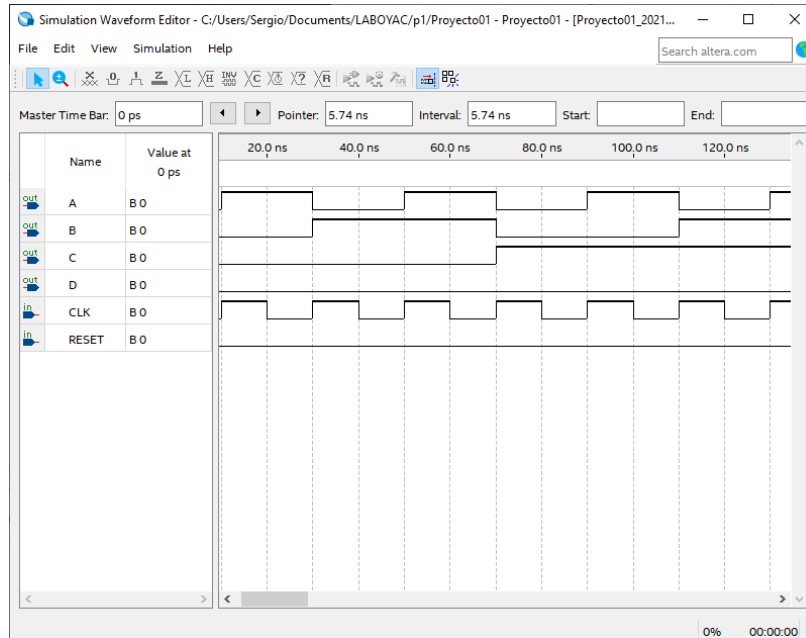 Simulation Waveform Editor - C:/Users/Sergio/Documents/LABOYAC/p1/Proyecto01 - Proyecto01 - [Proyecto01_2021...
File Edit View Simulation Help
Search altera.com
Master Time Bar: 0 ps Pointer: 5.74 ns Interval: 5.74 ns Start: End:
Name Value at 0 ps
20.0 ns 40.0 ns 60.0 ns 80.0 ns 100.0 ns 120.0 ns
out A B 0
out B B 0
out C B 0
out D B 0
in CLK B 0
in RESET B 0
0% 00:00:00